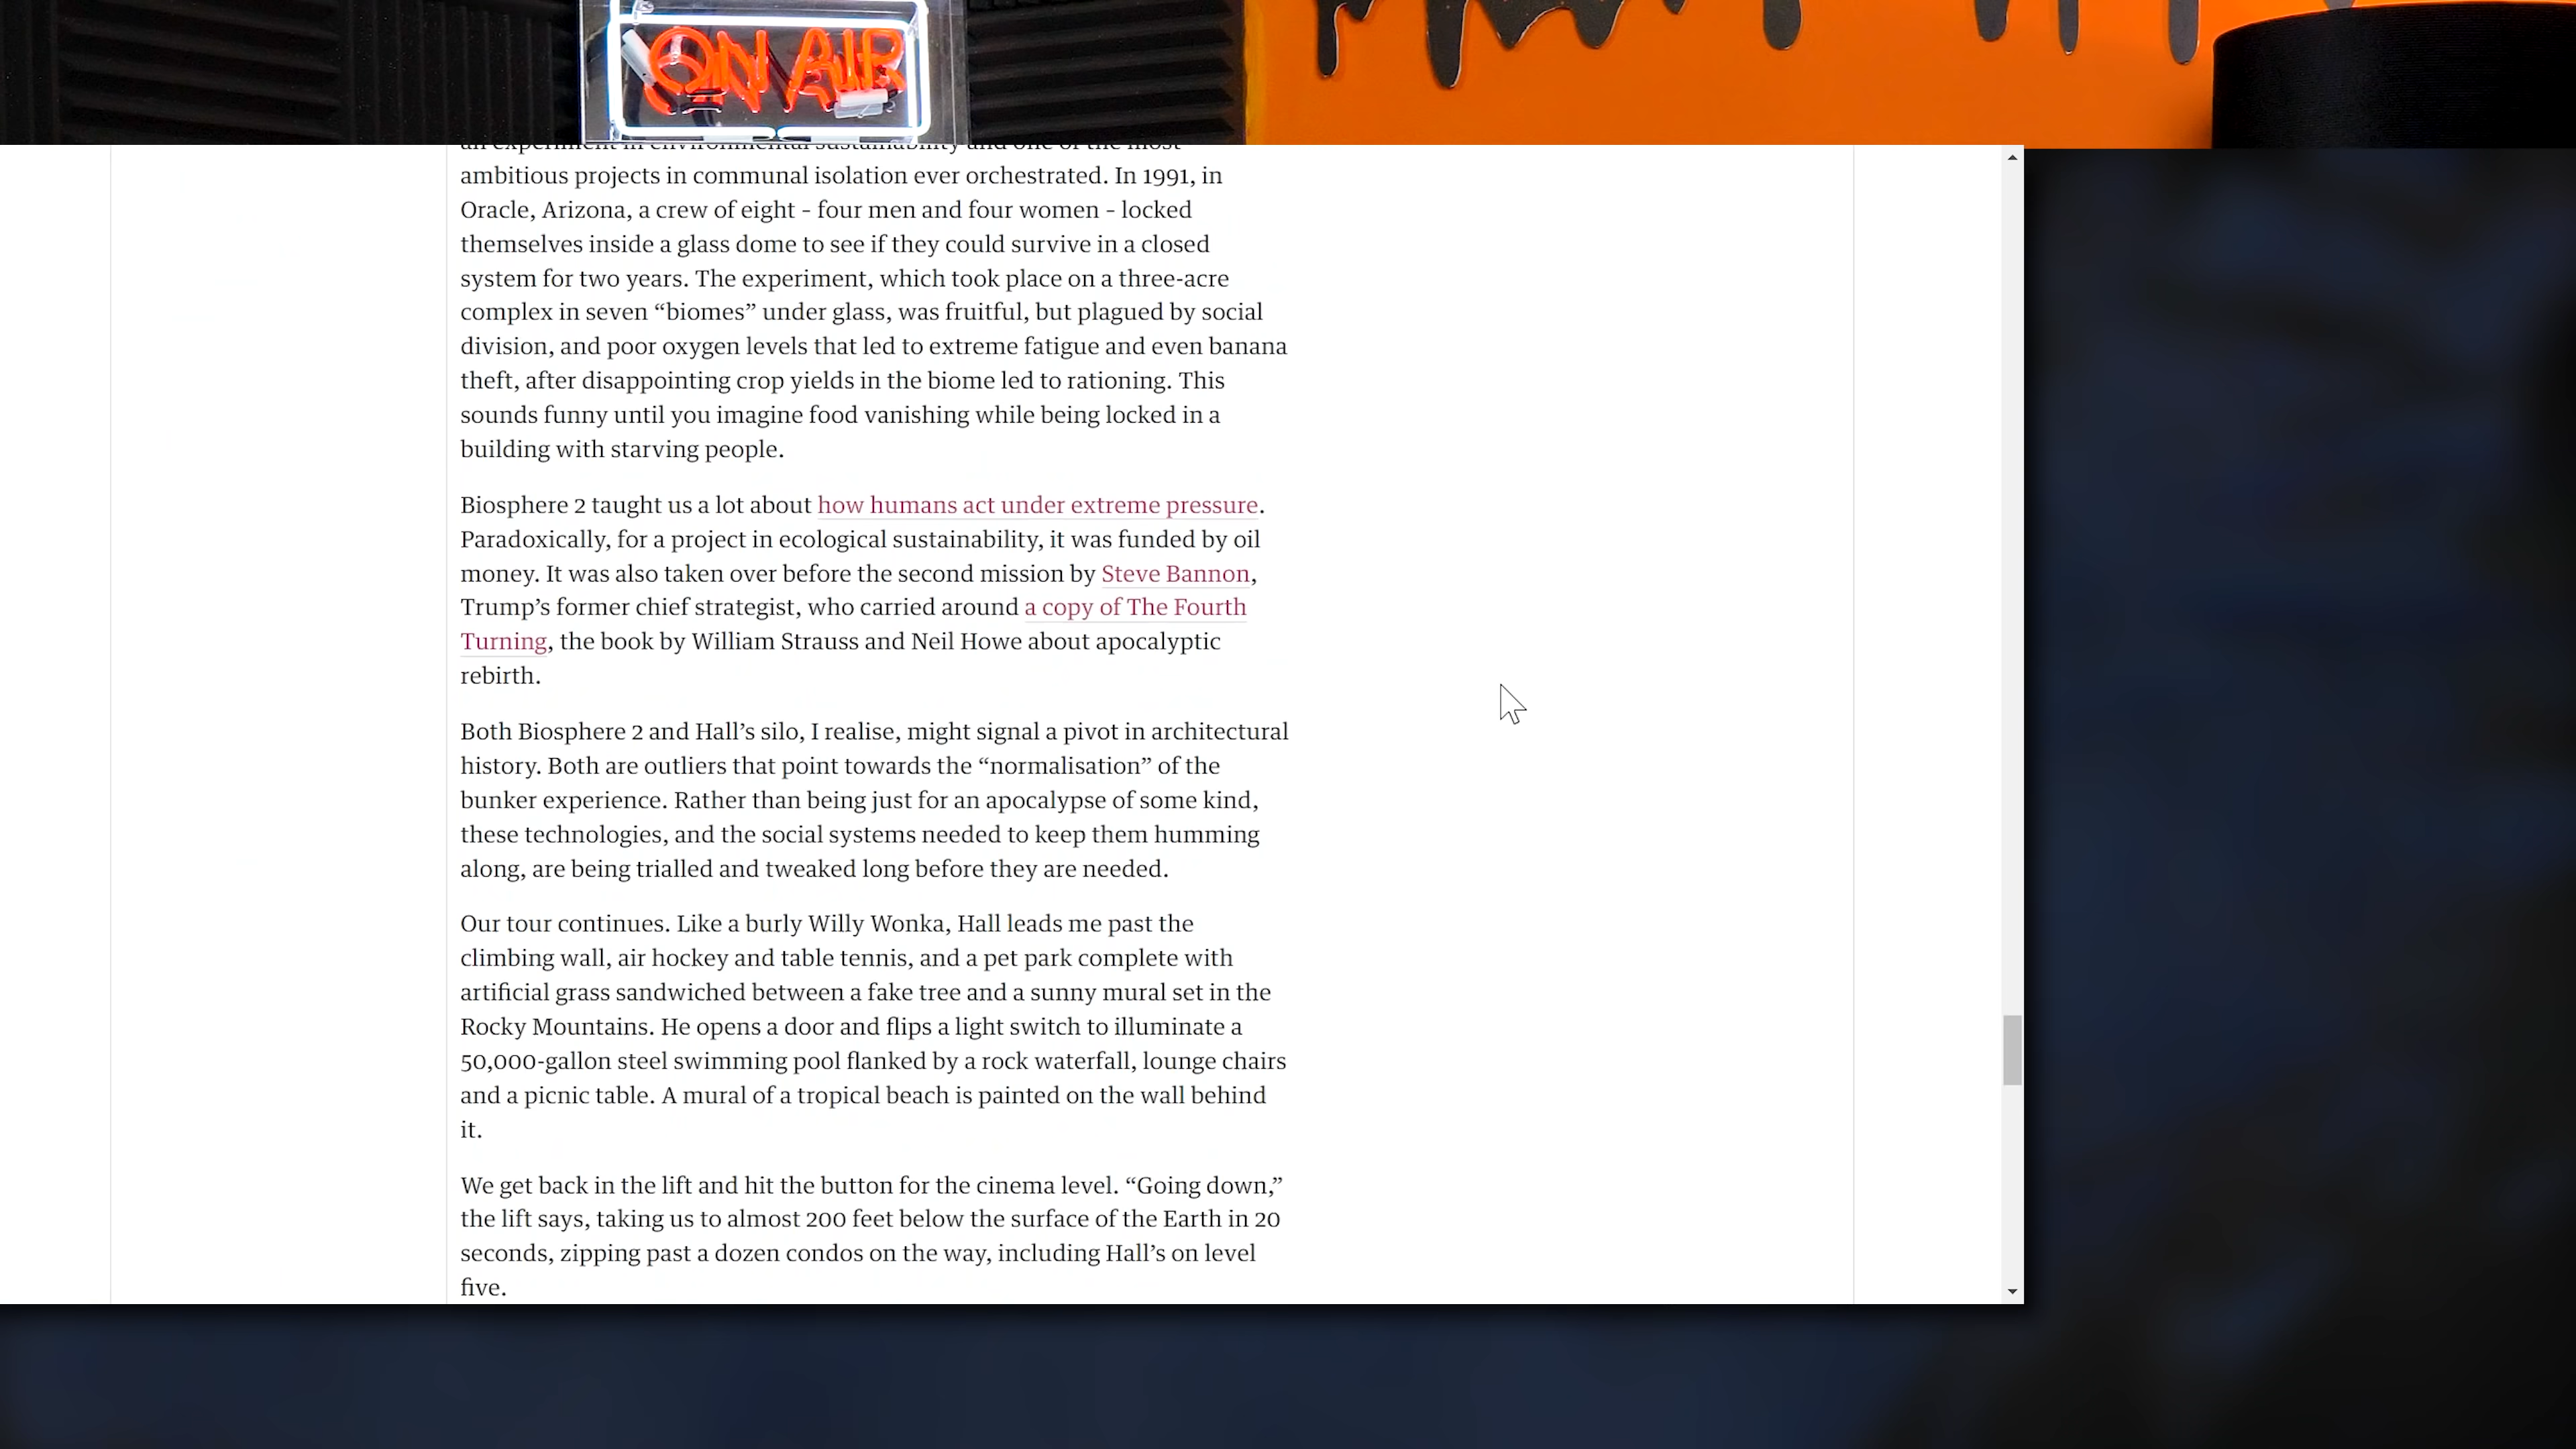 ON AIR
an experiment in environmental sustainability and one of the most
ambitious projects in communal isolation ever orchestrated. In 1991, in
Oracle, Arizona, a crew of eight – four men and four women – locked
themselves inside a glass dome to see if they could survive in a closed
system for two years. The experiment, which took place on a three-acre
complex in seven “biomes” under glass, was fruitful, but plagued by social
division, and poor oxygen levels that led to extreme fatigue and even banana
theft, after disappointing crop yields in the biome led to rationing. This
sounds funny until you imagine food vanishing while being locked in a
building with starving people.
Biosphere 2 taught us a lot about how humans act under extreme pressure.
Paradoxically, for a project in ecological sustainability, it was funded by oil
money. It was also taken over before the second mission by Steve Bannon,
Trump’s former chief strategist, who carried around a copy of The Fourth
Turning, the book by William Strauss and Neil Howe about apocalyptic
rebirth.
Both Biosphere 2 and Hall’s silo, I realise, might signal a pivot in architectural
history. Both are outliers that point towards the “normalisation” of the
bunker experience. Rather than being just for an apocalypse of some kind,
these technologies, and the social systems needed to keep them humming
along, are being trialled and tweaked long before they are needed.
Our tour continues. Like a burly Willy Wonka, Hall leads me past the
climbing wall, air hockey and table tennis, and a pet park complete with
artificial grass sandwiched between a fake tree and a sunny mural set in the
Rocky Mountains. He opens a door and flips a light switch to illuminate a
50,000-gallon steel swimming pool flanked by a rock waterfall, lounge chairs
and a picnic table. A mural of a tropical beach is painted on the wall behind
it.
We get back in the lift and hit the button for the cinema level. “Going down,”
the lift says, taking us to almost 200 feet below the surface of the Earth in 20
seconds, zipping past a dozen condos on the way, including Hall’s on level
five.